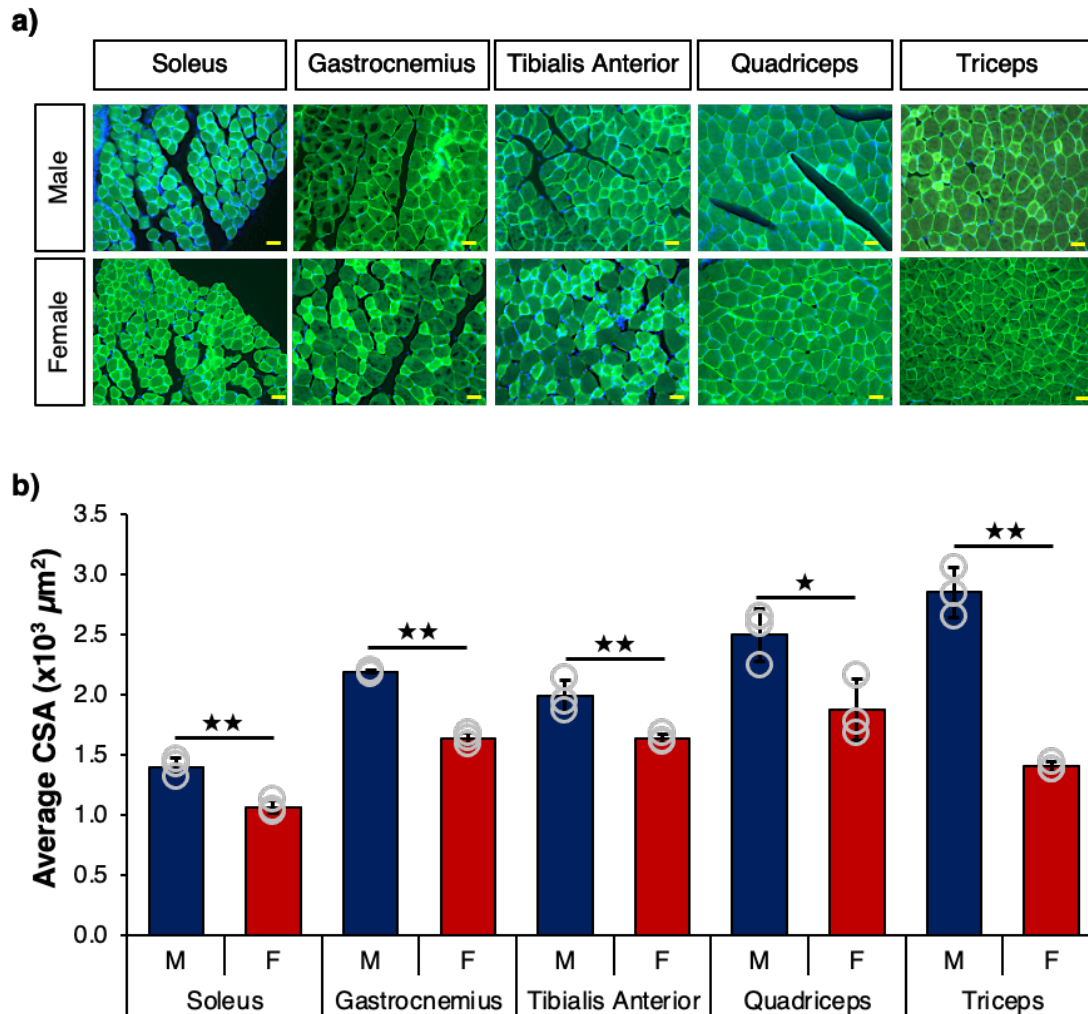 a)
Soleus Gastrocnemius Tibialis Anterior Quadriceps Triceps
Male
Female
b)
Average CSA (x10³ µm²)
3.5
3.0
2.5
2.0
1.5
1.0
0.5
0.0
★★ ★★ ★★ ★ ★★
M F M F M F M F M F
Soleus Gastrocnemius Tibialis Anterior Quadriceps Triceps